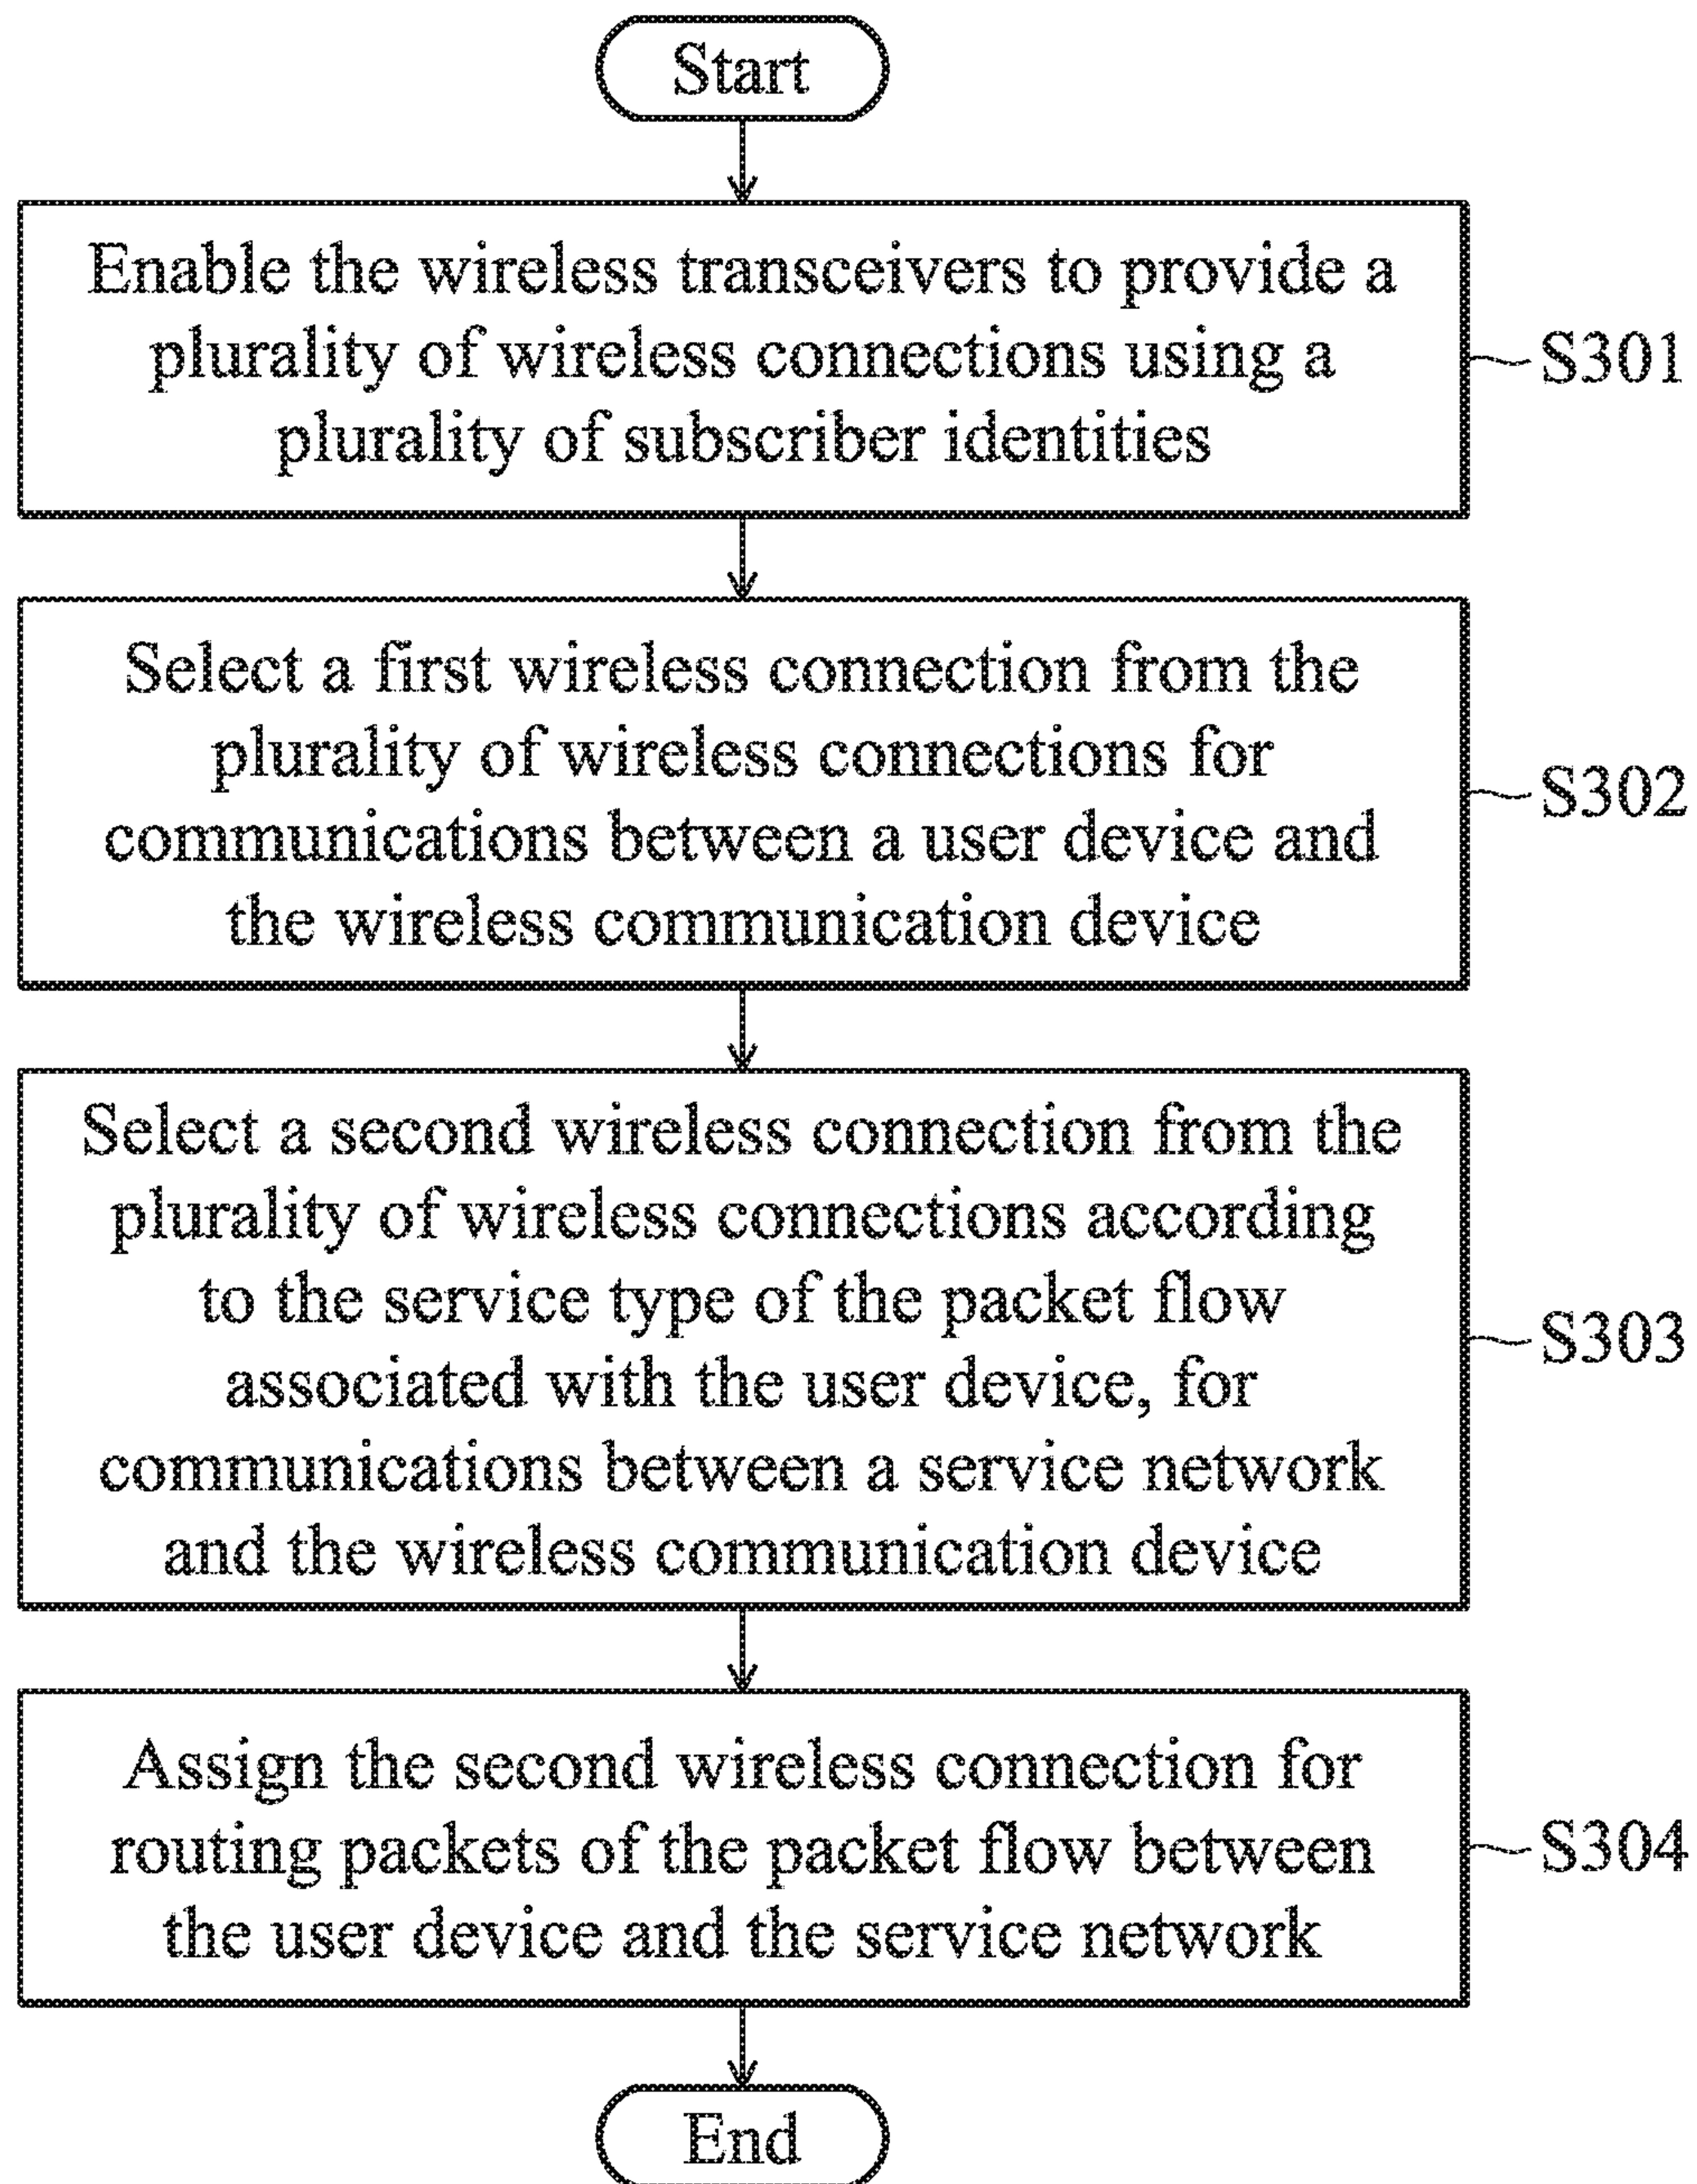 Start
Enable the wireless transceivers to provide a
plurality of wireless connections using a
plurality of subscriber identities
S301
Select a first wireless connection from the
plurality of wireless connections for
communications between a user device and
the wireless communication device
S302
Select a second wireless connection from the
plurality of wireless connections according
to the service type of the packet flow
associated with the user device, for
communications between a service network
and the wireless communication device
S303
Assign the second wireless connection for
routing packets of the packet flow between
the user device and the service network
S304
End